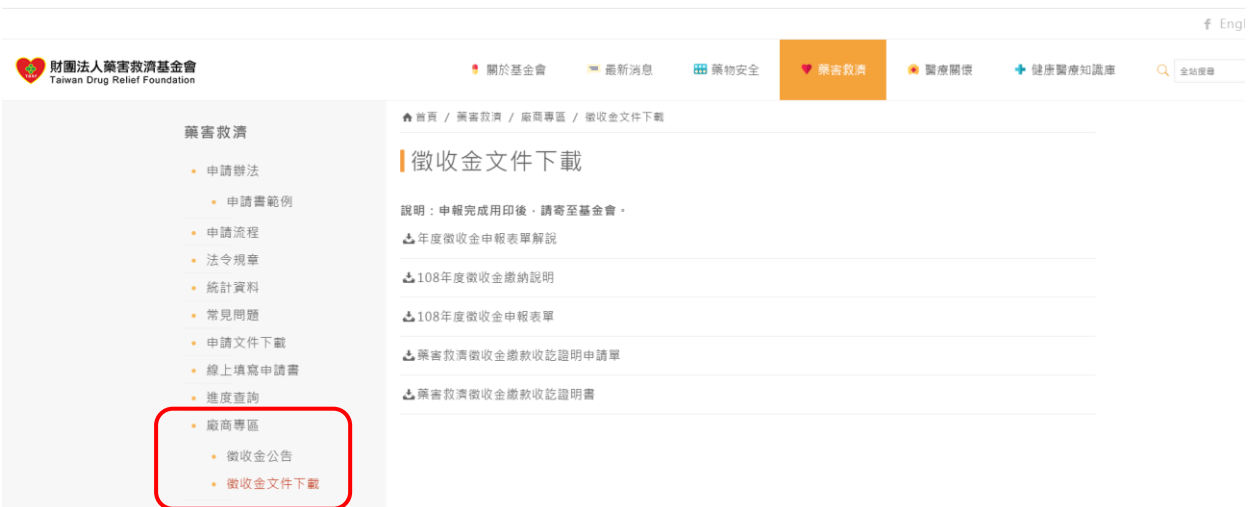 f Engl
財團法人藥害救濟基金會
Taiwan Drug Relief Foundation
關於基金會
最新消息
藥物安全
藥害救濟
醫療關懷
健康醫療知識庫
全站搜尋
首頁 / 藥害救濟 / 廠商專區 / 徵收金文件下載
藥害救濟
申請辦法
申請書範例
申請流程
法令規章
統計資料
常見問題
申請文件下載
線上填寫申請書
進度查詢
廠商專區
徵收金公告
徵收金文件下載
徵收金文件下載
說明：申報完成用印後，請寄至基金會。
年度徵收金申報表單解說
108年度徵收金繳納說明
108年度徵收金申報表單
藥害救濟徵收金繳款收訖證明申請單
藥害救濟徵收金繳款收訖證明書